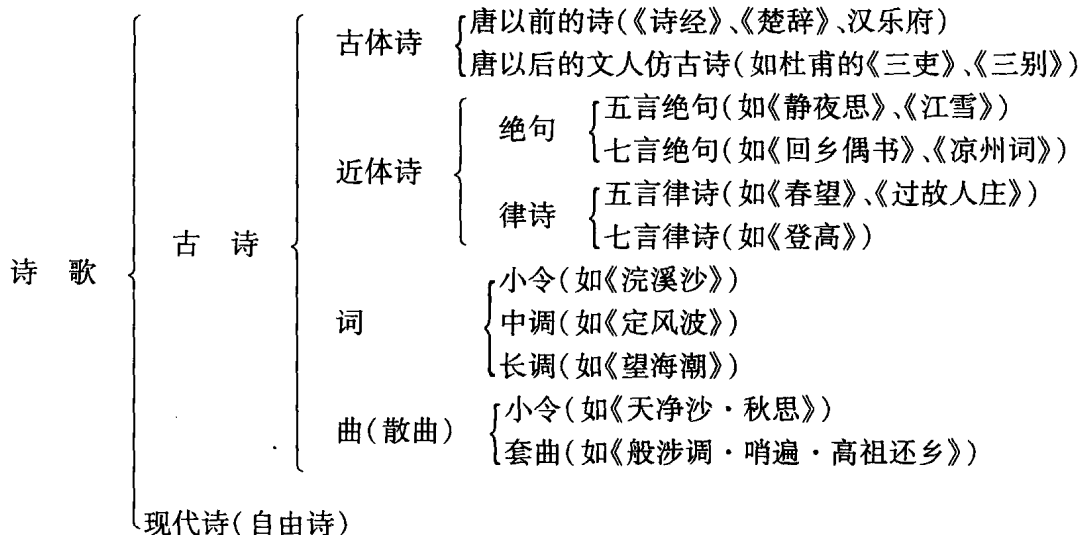 诗 歌
古 诗
古体诗
唐以前的诗(《诗经》、《楚辞》、汉乐府)
唐以后的文人仿古诗(如杜甫的《三吏》、《三别》)
近体诗
绝句
五言绝句(如《静夜思》、《江雪》)
七言绝句(如《回乡偶书》、《凉州词》)
律诗
五言律诗(如《春望》、《过故人庄》)
七言律诗(如《登高》)
词
小令(如《浣溪沙》)
中调(如《定风波》)
长调(如《望海潮》)
曲(散曲)
小令(如《天净沙·秋思》)
套曲(如《般涉调·哨遍·高祖还乡》)
现代诗(自由诗)